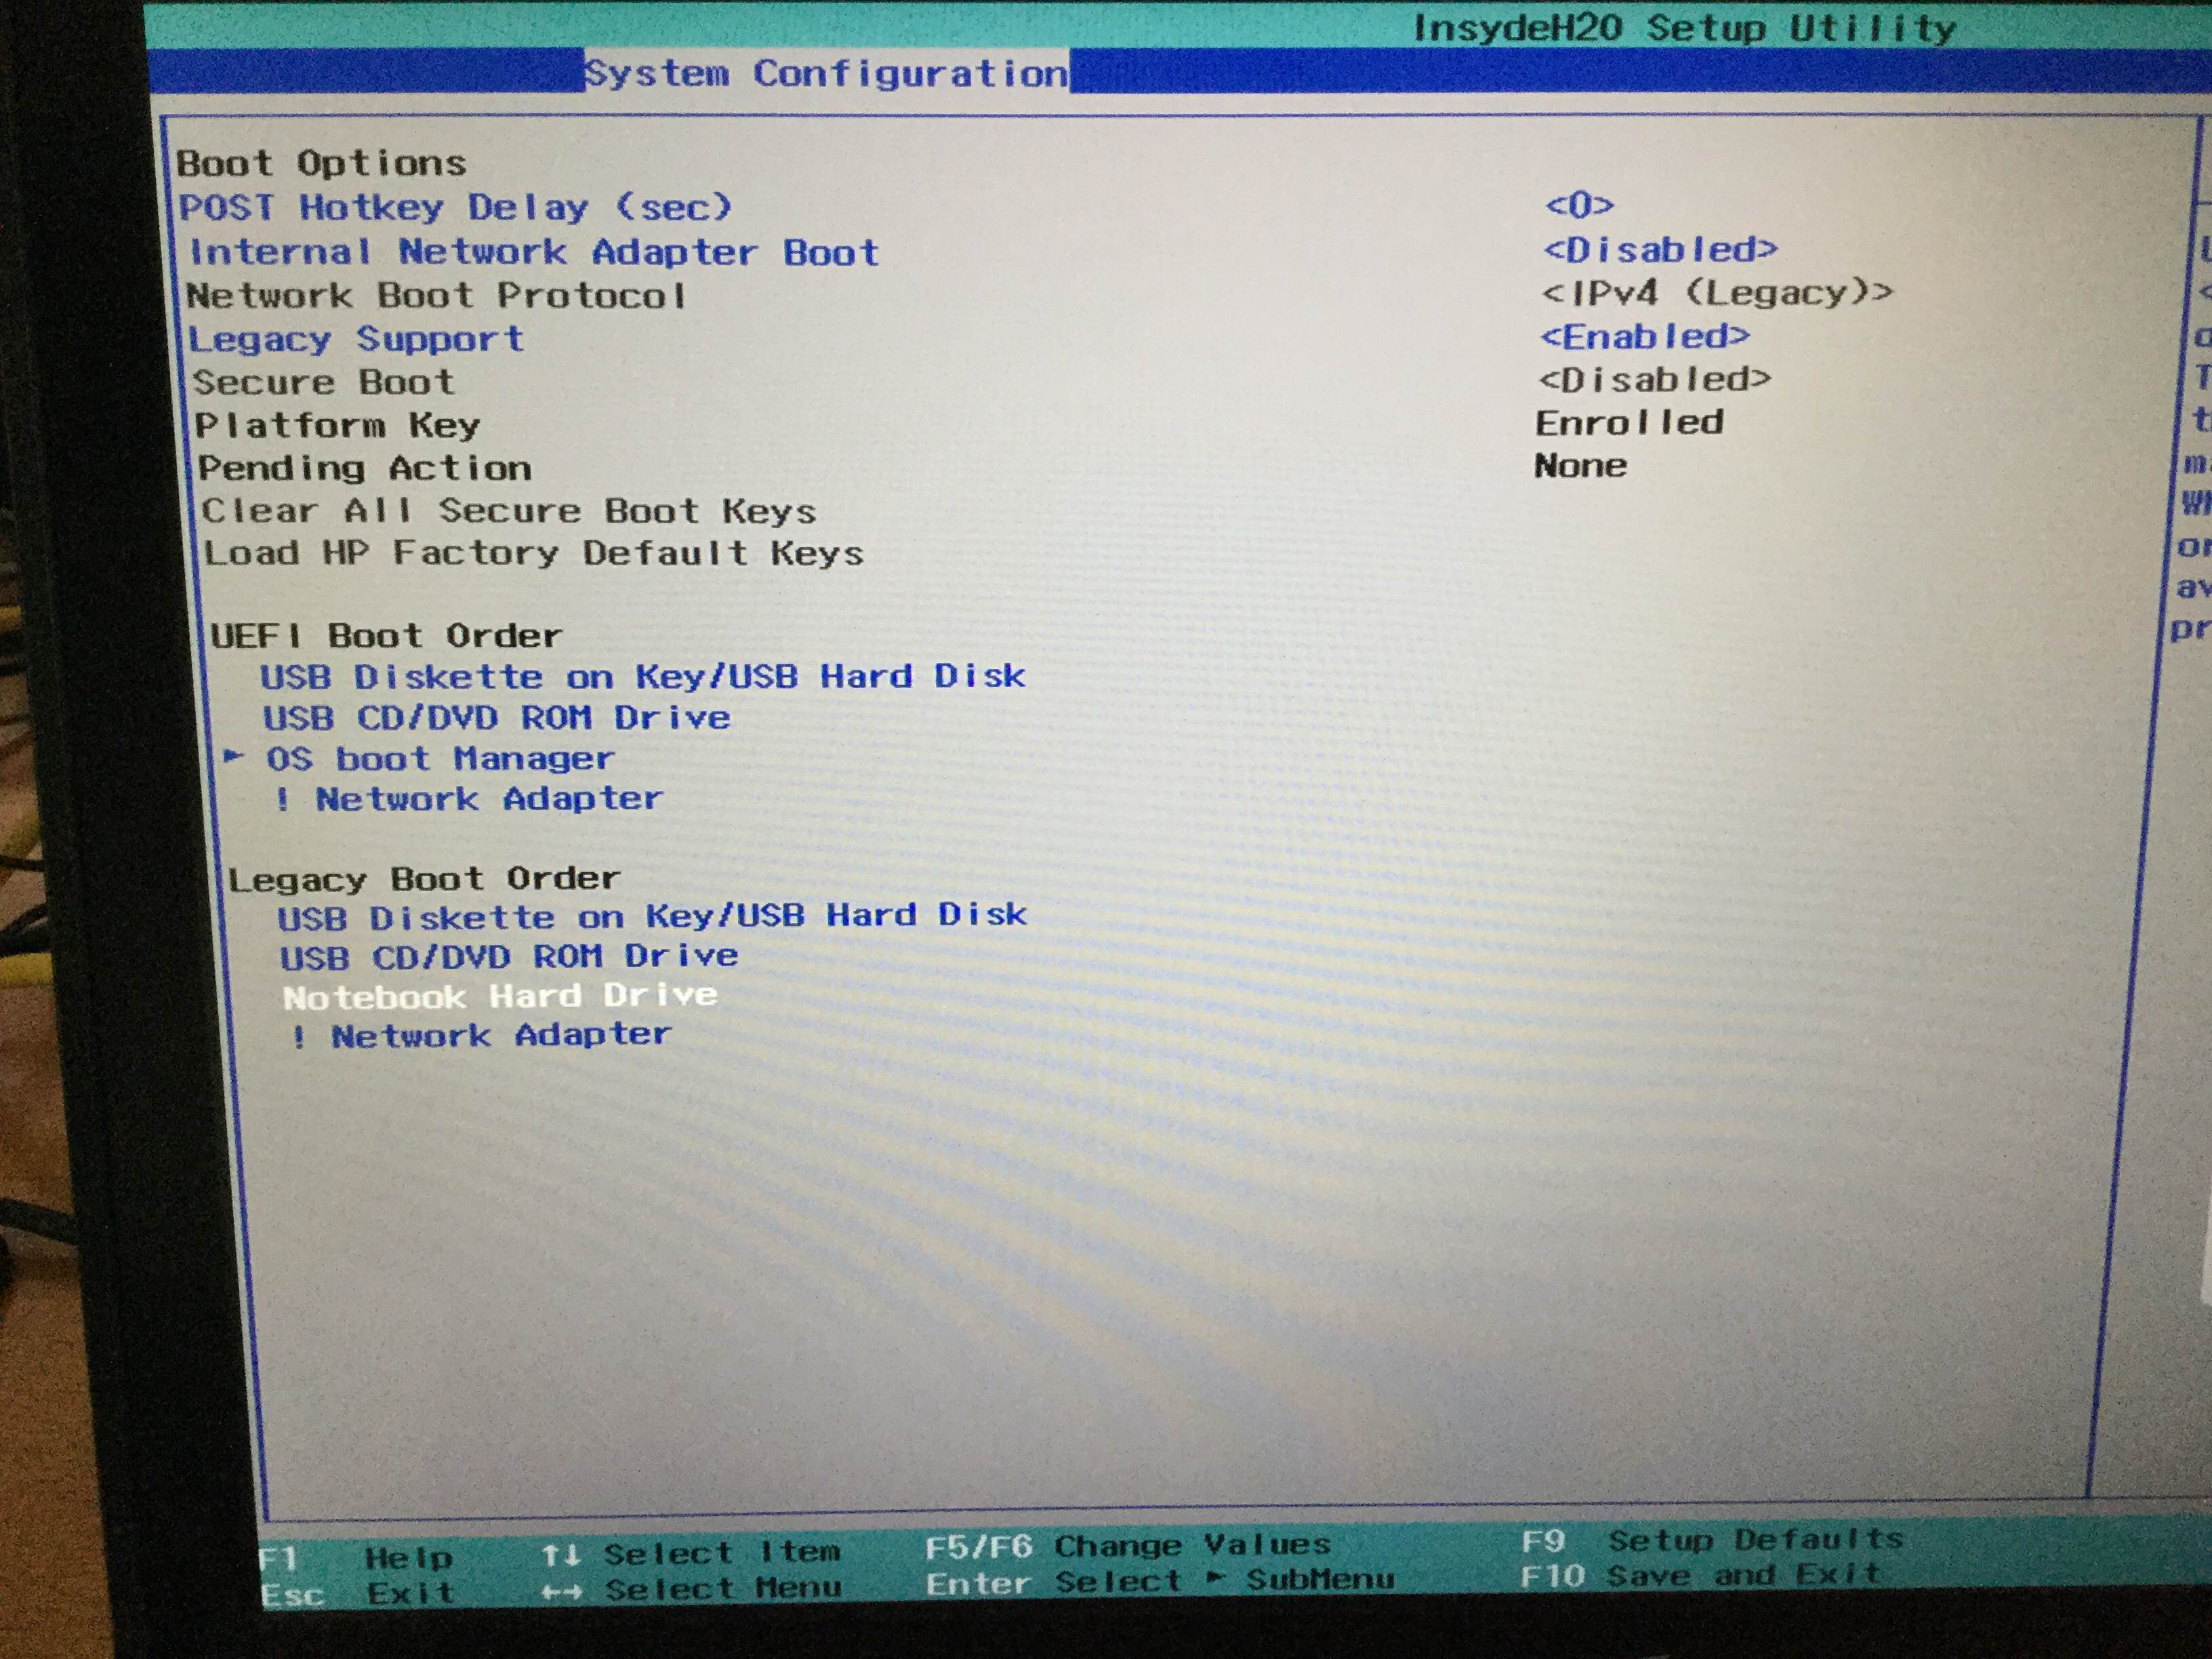 InsydeH20 Setup Utility
System Configuration
Boot Options
POST Hotkey Delay (sec) <0>
Internal Network Adapter Boot <Disabled>
Network Boot Protocol <IPv4 (Legacy)>
Legacy Support <Enabled>
Secure Boot <Disabled>
Platform Key Enrolled
Pending Action None
Clear All Secure Boot Keys
Load HP Factory Default Keys
UEFI Boot Order
USB Diskette on Key/USB Hard Disk
USB CD/DVD ROM Drive
► OS boot Manager
! Network Adapter
Legacy Boot Order
USB Diskette on Key/USB Hard Disk
USB CD/DVD ROM Drive
Notebook Hard Drive
! Network Adapter
F1 Help ↑↓ Select Item F5/F6 Change Values F9 Setup Defaults
Esc Exit ←→ Select Menu Enter Select ► SubMenu F10 Save and Exit